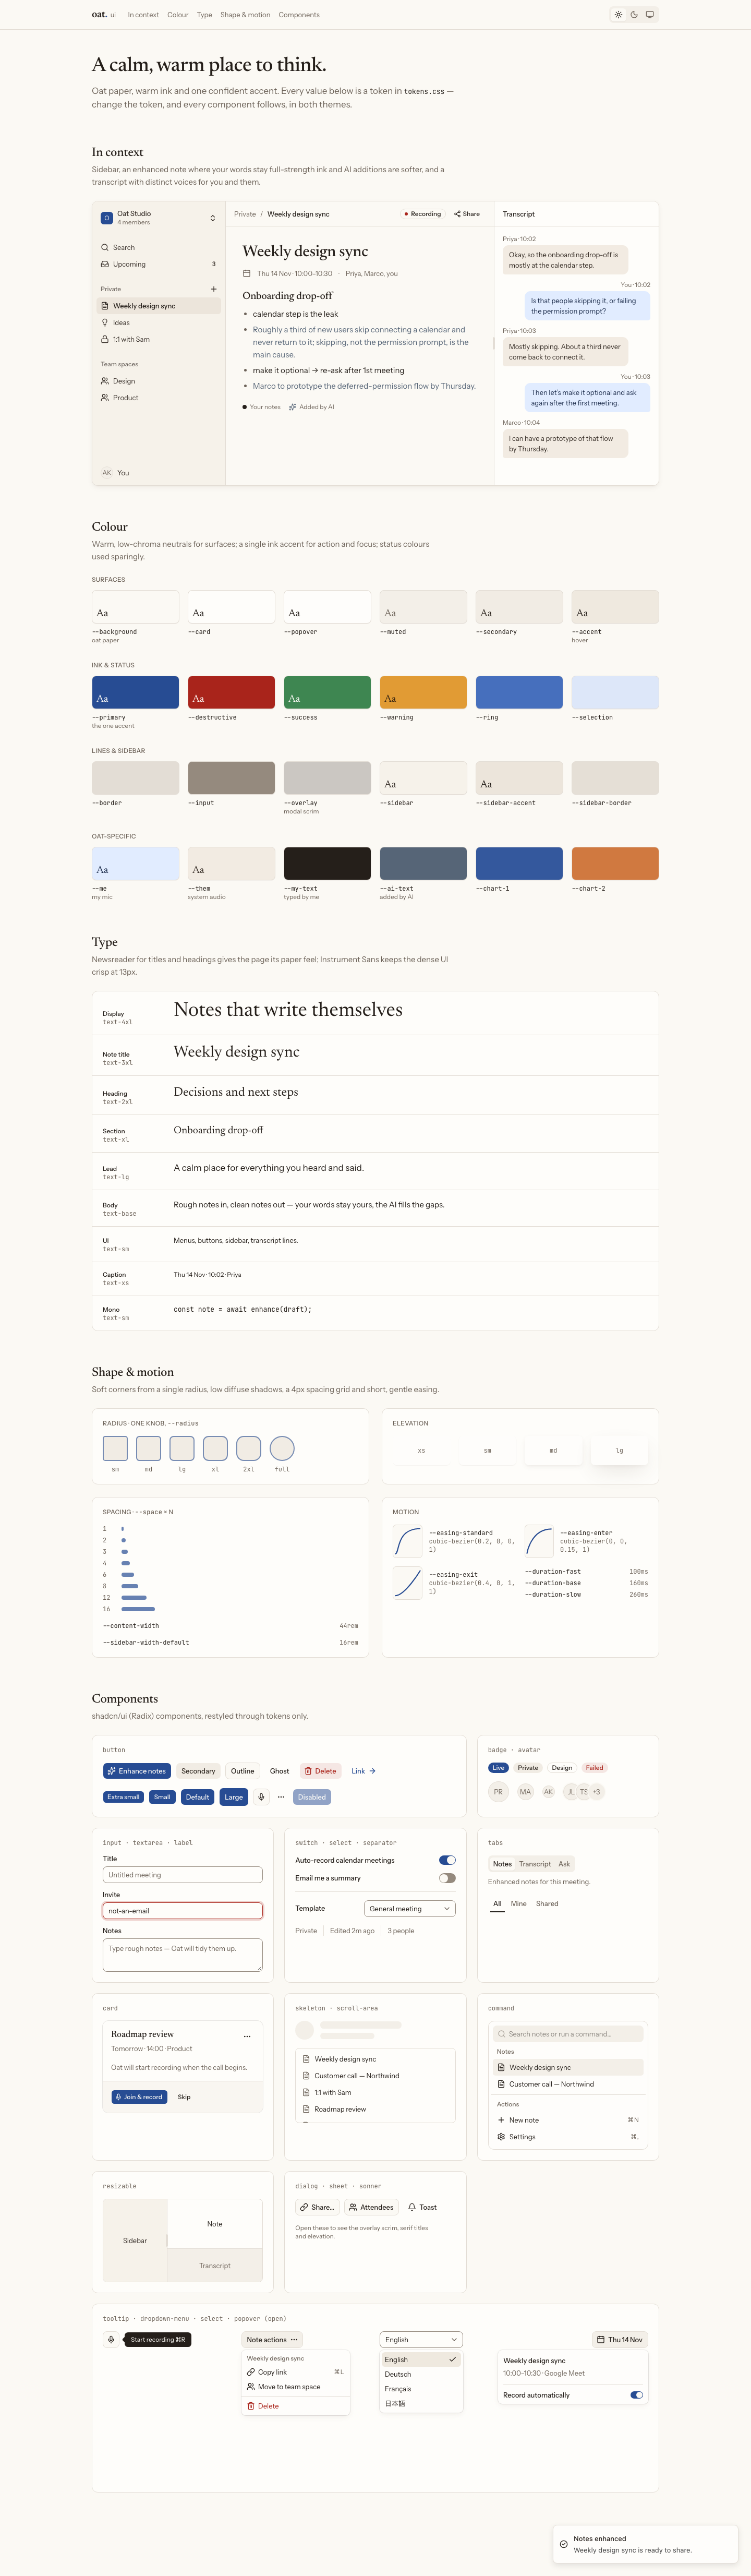 oat. ui In context Colour Type Shape & motion Components
A calm, warm place to think.
Oat paper, warm ink and one confident accent. Every value below is a token in tokens.css —
change the token, and every component follows, in both themes.
In context
Sidebar, an enhanced note where your words stay full-strength ink and AI additions are softer, and a
transcript with distinct voices for you and them.
O Oat Studio
4 members
Search
Upcoming 3
Private
Weekly design sync
Ideas
1:1 with Sam
Team spaces
Design
Product
AK You
Private / Weekly design sync Recording Share
Weekly design sync
Thu 14 Nov · 10:00–10:30 · Priya, Marco, you
Onboarding drop-off
calendar step is the leak
Roughly a third of new users skip connecting a calendar and
never return to it; skipping, not the permission prompt, is the
main cause.
make it optional → re-ask after 1st meeting
Marco to prototype the deferred-permission flow by Thursday.
Your notes Added by AI
Transcript
Priya · 10:02
Okay, so the onboarding drop-off is
mostly at the calendar step.
You · 10:02
Is that people skipping it, or failing
the permission prompt?
Priya · 10:03
Mostly skipping. About a third never
come back to connect it.
You · 10:03
Then let's make it optional and ask
again after the first meeting.
Marco · 10:04
I can have a prototype of that flow
by Thursday.
Colour
Warm, low-chroma neutrals for surfaces; a single ink accent for action and focus; status colours
used sparingly.
SURFACES
Aa Aa Aa Aa Aa Aa
--background --card --popover --muted --secondary --accent
oat paper hover
INK & STATUS
Aa Aa Aa Aa
--primary --destructive --success --warning --ring --selection
the one accent
LINES & SIDEBAR
Aa Aa
--border --input --overlay --sidebar --sidebar-accent --sidebar-border
modal scrim
OAT-SPECIFIC
Aa Aa
--me --them --my-text --ai-text --chart-1 --chart-2
my mic system audio typed by me added by AI
Type
Newsreader for titles and headings gives the page its paper feel; Instrument Sans keeps the dense UI
crisp at 13px.
Display
text-4xl
Notes that write themselves
Note title
text-3xl
Weekly design sync
Heading
text-2xl
Decisions and next steps
Section
text-xl
Onboarding drop-off
Lead
text-lg
A calm place for everything you heard and said.
Body
text-base
Rough notes in, clean notes out — your words stay yours, the AI fills the gaps.
UI
text-sm
Menus, buttons, sidebar, transcript lines.
Caption
text-xs
Thu 14 Nov · 10:02 · Priya
Mono
text-sm
const note = await enhance(draft);
Shape & motion
Soft corners from a single radius, low diffuse shadows, a 4px spacing grid and short, gentle easing.
RADIUS · ONE KNOB, --radius
sm md lg xl 2xl full
ELEVATION
xs sm md lg
SPACING · --space × N
1
2
3
4
6
8
12
16
--content-width 44rem
--sidebar-width-default 16rem
MOTION
--easing-standard
cubic-bezier(0.2, 0, 0,
1)
--easing-enter
cubic-bezier(0, 0,
0.15, 1)
--easing-exit
cubic-bezier(0.4, 0, 1,
1)
--duration-fast 100ms
--duration-base 160ms
--duration-slow 260ms
Components
shadcn/ui (Radix) components, restyled through tokens only.
button
Enhance notes Secondary Outline Ghost Delete Link
Extra small Small Default Large Disabled
badge · avatar
Live Private Design Failed
PR MA AK JL TS +3
input · textarea · label
Title
Untitled meeting
Invite
not-an-email
Notes
Type rough notes — Oat will tidy them up.
switch · select · separator
Auto-record calendar meetings
Email me a summary
Template General meeting
Private Edited 2m ago 3 people
tabs
Notes Transcript Ask
Enhanced notes for this meeting.
All Mine Shared
card
Roadmap review
Tomorrow · 14:00 · Product
Oat will start recording when the call begins.
Join & record Skip
skeleton · scroll-area
Weekly design sync
Customer call — Northwind
1:1 with Sam
Roadmap review
command
Search notes or run a command…
Notes
Weekly design sync
Customer call — Northwind
Actions
New note ⌘N
Settings ⌘,
resizable
Sidebar
Note
Transcript
dialog · sheet · sonner
Share… Attendees Toast
Open these to see the overlay scrim, serif titles
and elevation.
tooltip · dropdown-menu · select · popover (open)
Start recording ⌘R
Note actions
Weekly design sync
Copy link ⌘L
Move to team space
Delete
English
English
Deutsch
Français
日本語
Thu 14 Nov
Weekly design sync
10:00–10:30 · Google Meet
Record automatically
Notes enhanced
Weekly design sync is ready to share.